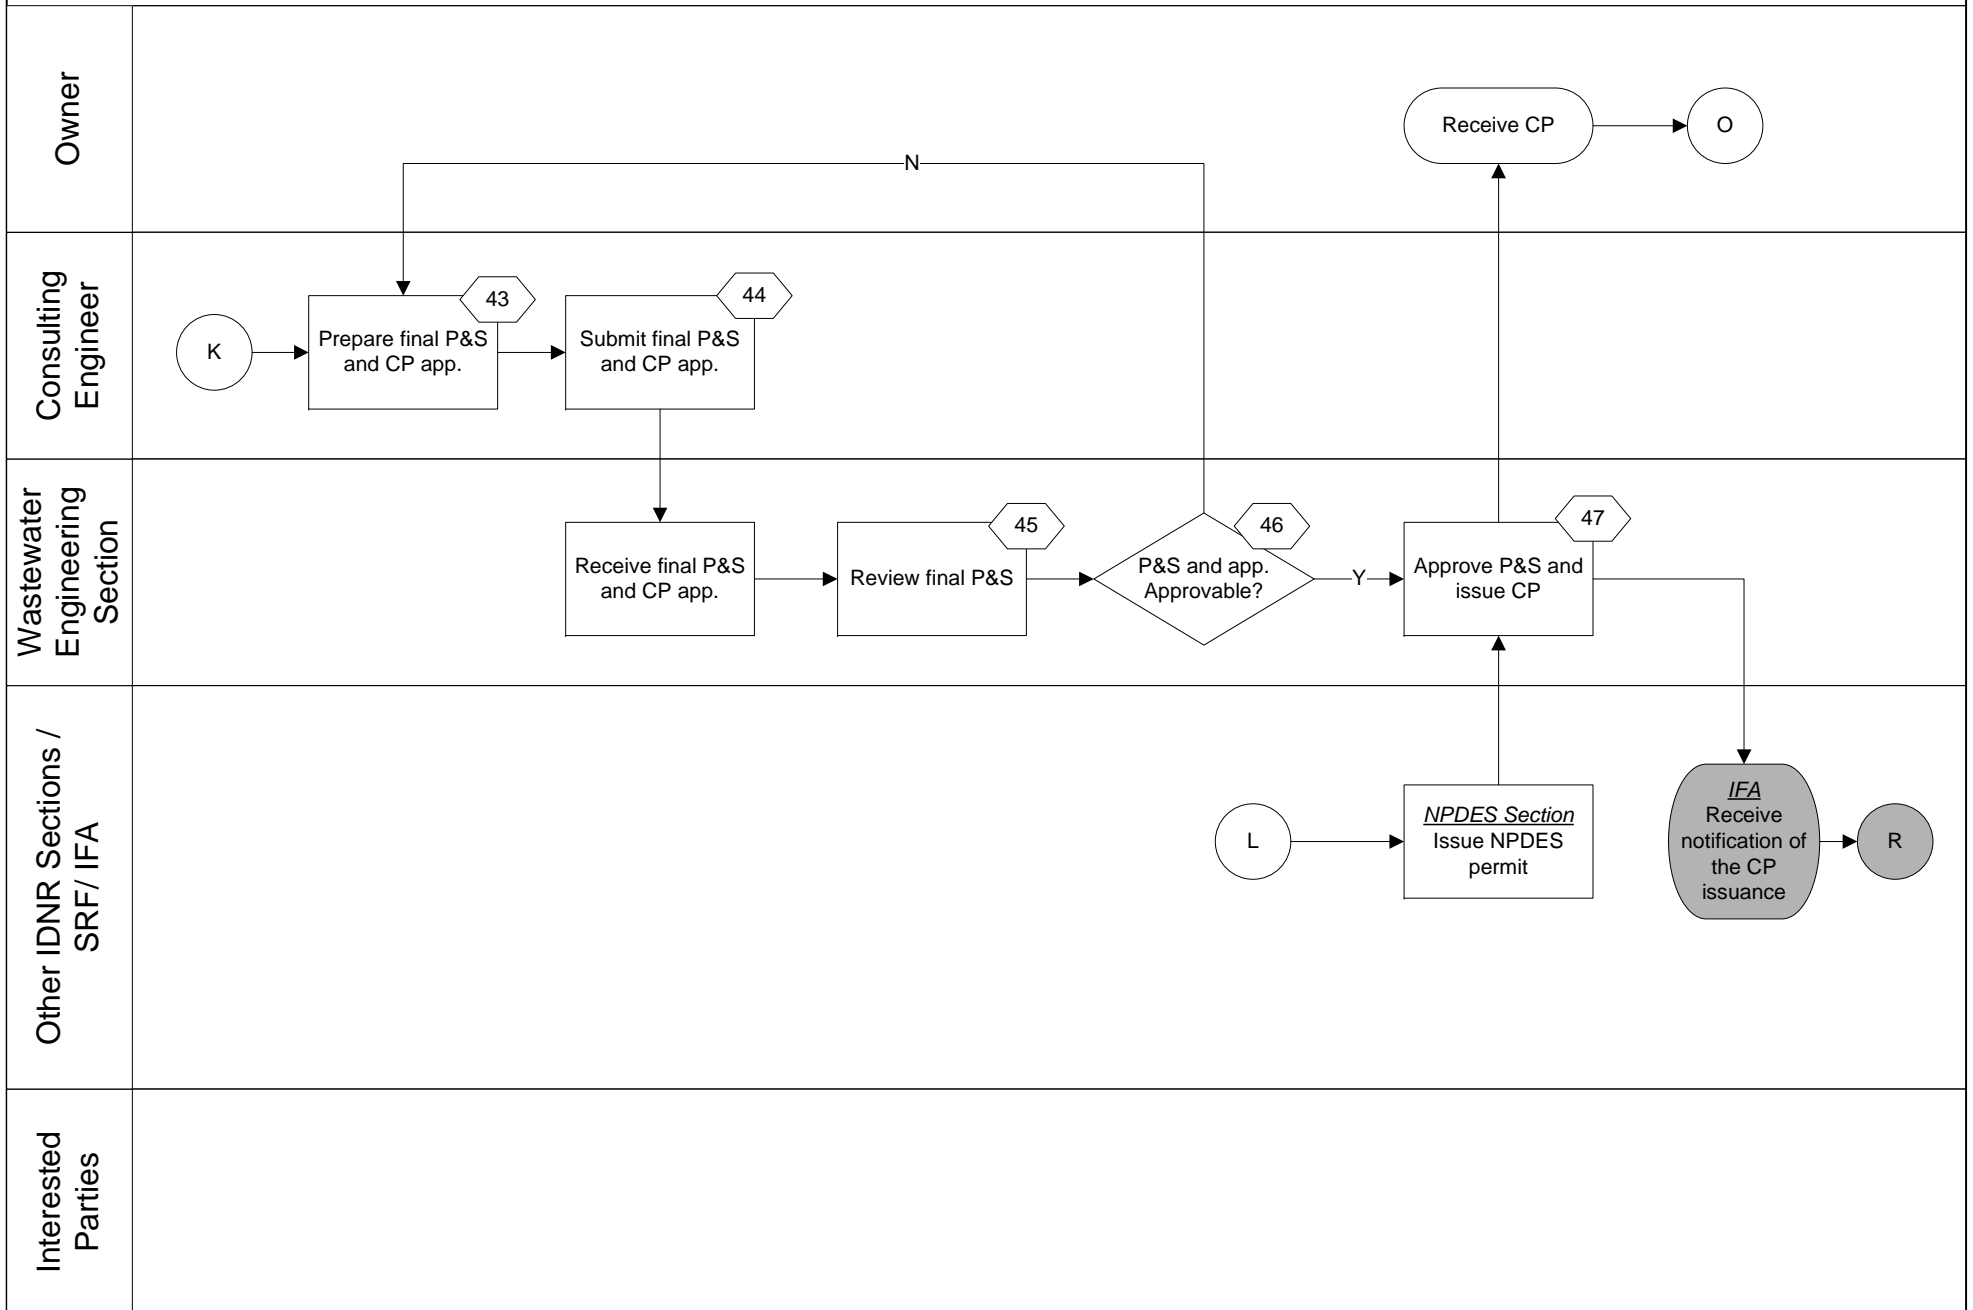 Owner
Receive CP
O
N
Consulting
Engineer
K
43
Prepare final P&S
and CP app.
44
Submit final P&S
and CP app.
Wastewater
Engineering
Section
Receive final P&S
and CP app.
45
Review final P&S
46
P&S and app.
Approvable?
Y
47
Approve P&S and
issue CP
Other IDNR Sections /
SRF/ IFA
L
NPDES Section
Issue NPDES
permit
IFA
Receive
notification of
the CP
issuance
R
Interested
Parties